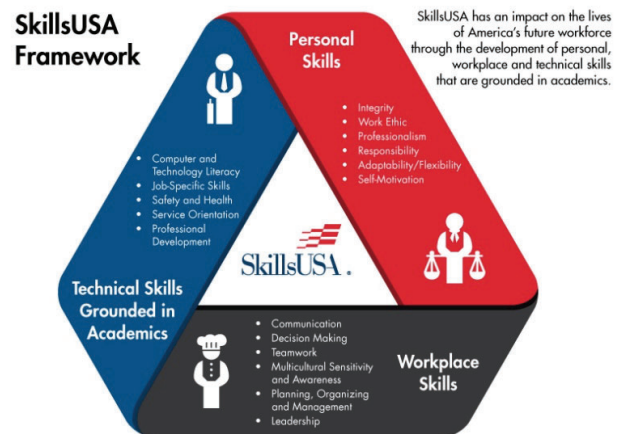 SkillsUSA
Framework
SkillsUSA has an impact on the lives
of America's future workforce
through the development of personal,
workplace and technical skills
that are grounded in academics.
Personal
Skills
• Integrity
• Work Ethic
• Professionalism
• Responsibility
• Adaptability/Flexibility
• Self-Motivation
• Computer and
Technology Literacy
• Job-Specific Skills
• Safety and Health
• Service Orientation
• Professional
Development
Technical Skills
Grounded in
Academics
SkillsUSA.
• Communication
• Decision Making
• Teamwork
• Multicultural Sensitivity
and Awareness
• Planning, Organizing
and Management
• Leadership
Workplace
Skills